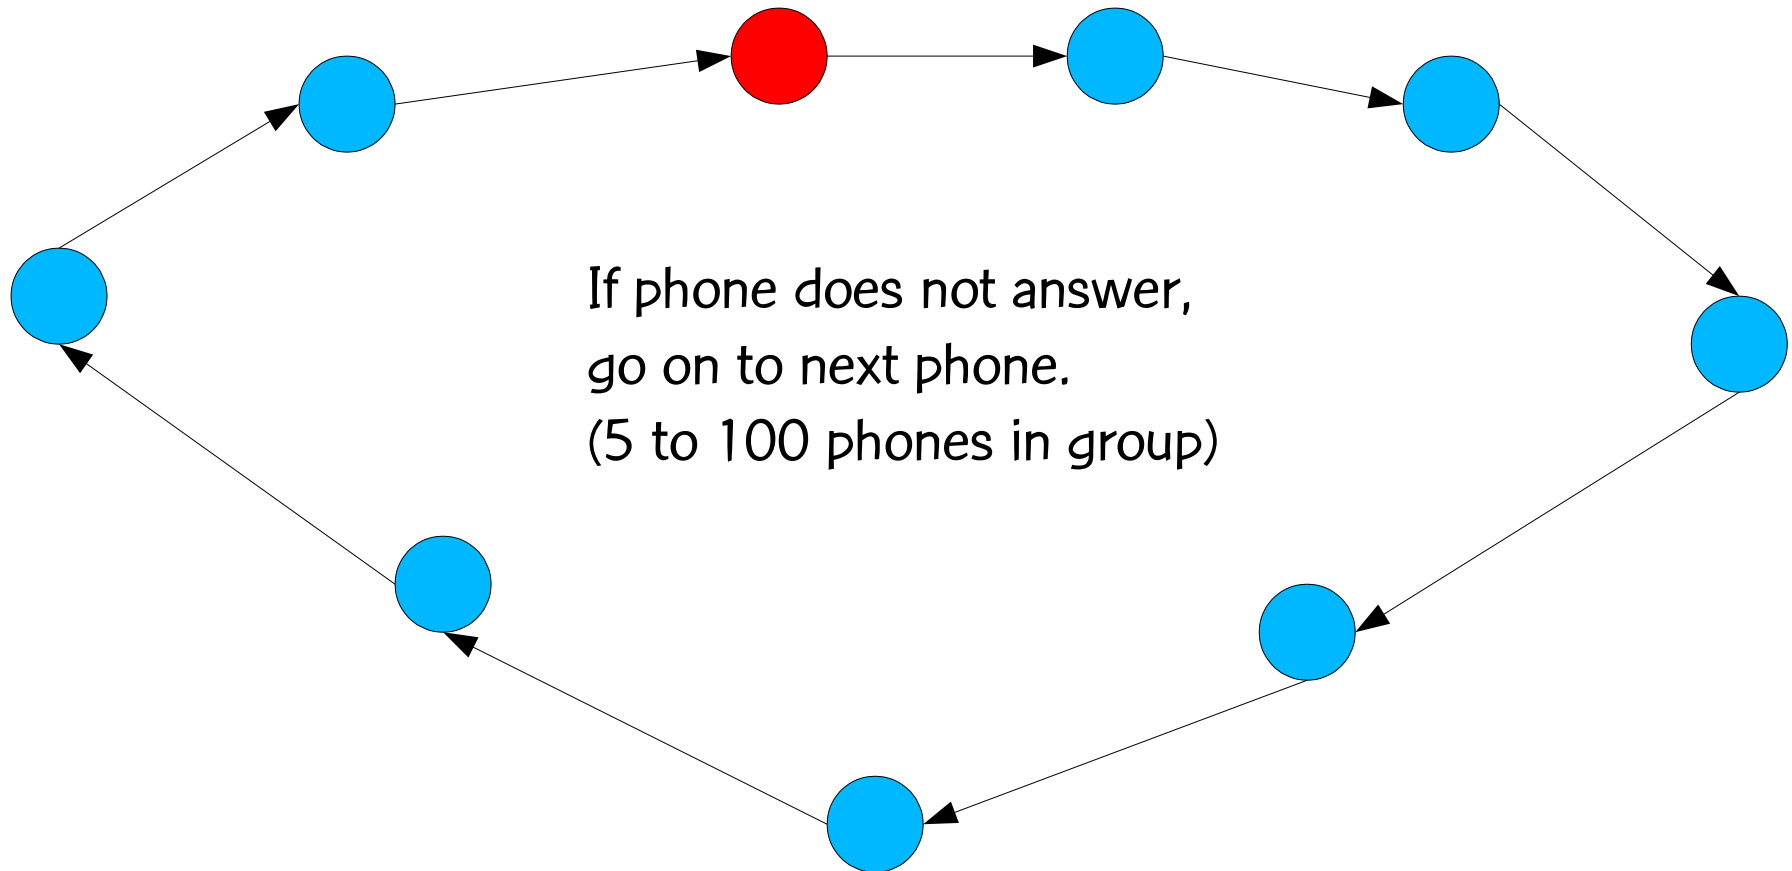 If phone does not answer,
go on to next phone.
(5 to 100 phones in group)